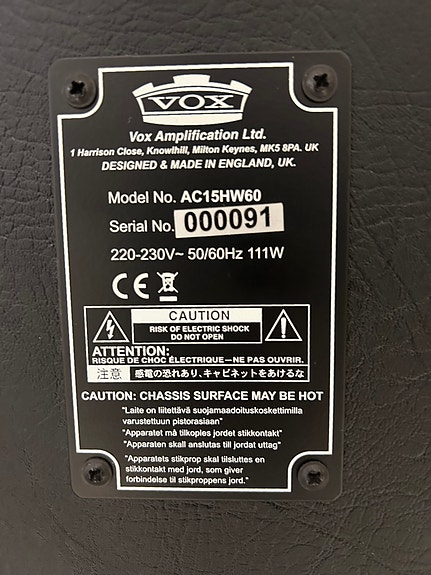 VOX
Vox Amplification Ltd.
1 Harrison Close, Knowlhill, Milton Keynes, MK5 8PA. UK
DESIGNED & MADE IN ENGLAND, UK.
Model No. AC15HW60
Serial No. 000091
220-230V~ 50/60Hz 111W
CE
CAUTION
RISK OF ELECTRIC SHOCK
DO NOT OPEN
ATTENTION:
RISQUE DE CHOC ÉLECTRIQUE—NE PAS OUVRIR.
注意 感電の恐れあり、キャビネットをあけるな
CAUTION: CHASSIS SURFACE MAY BE HOT
"Laite on liitettävä suojamaadoituskoskettimilla
varustettuun pistorasiaan"
"Apparatet må tilkoples jordet stikkontakt"
"Apparaten skall anslutas till jordat uttag"
"Apparatets stikprop skal tilsluttes en
stikkontakt med jord, som giver
forbindelse til stikproppens jord."